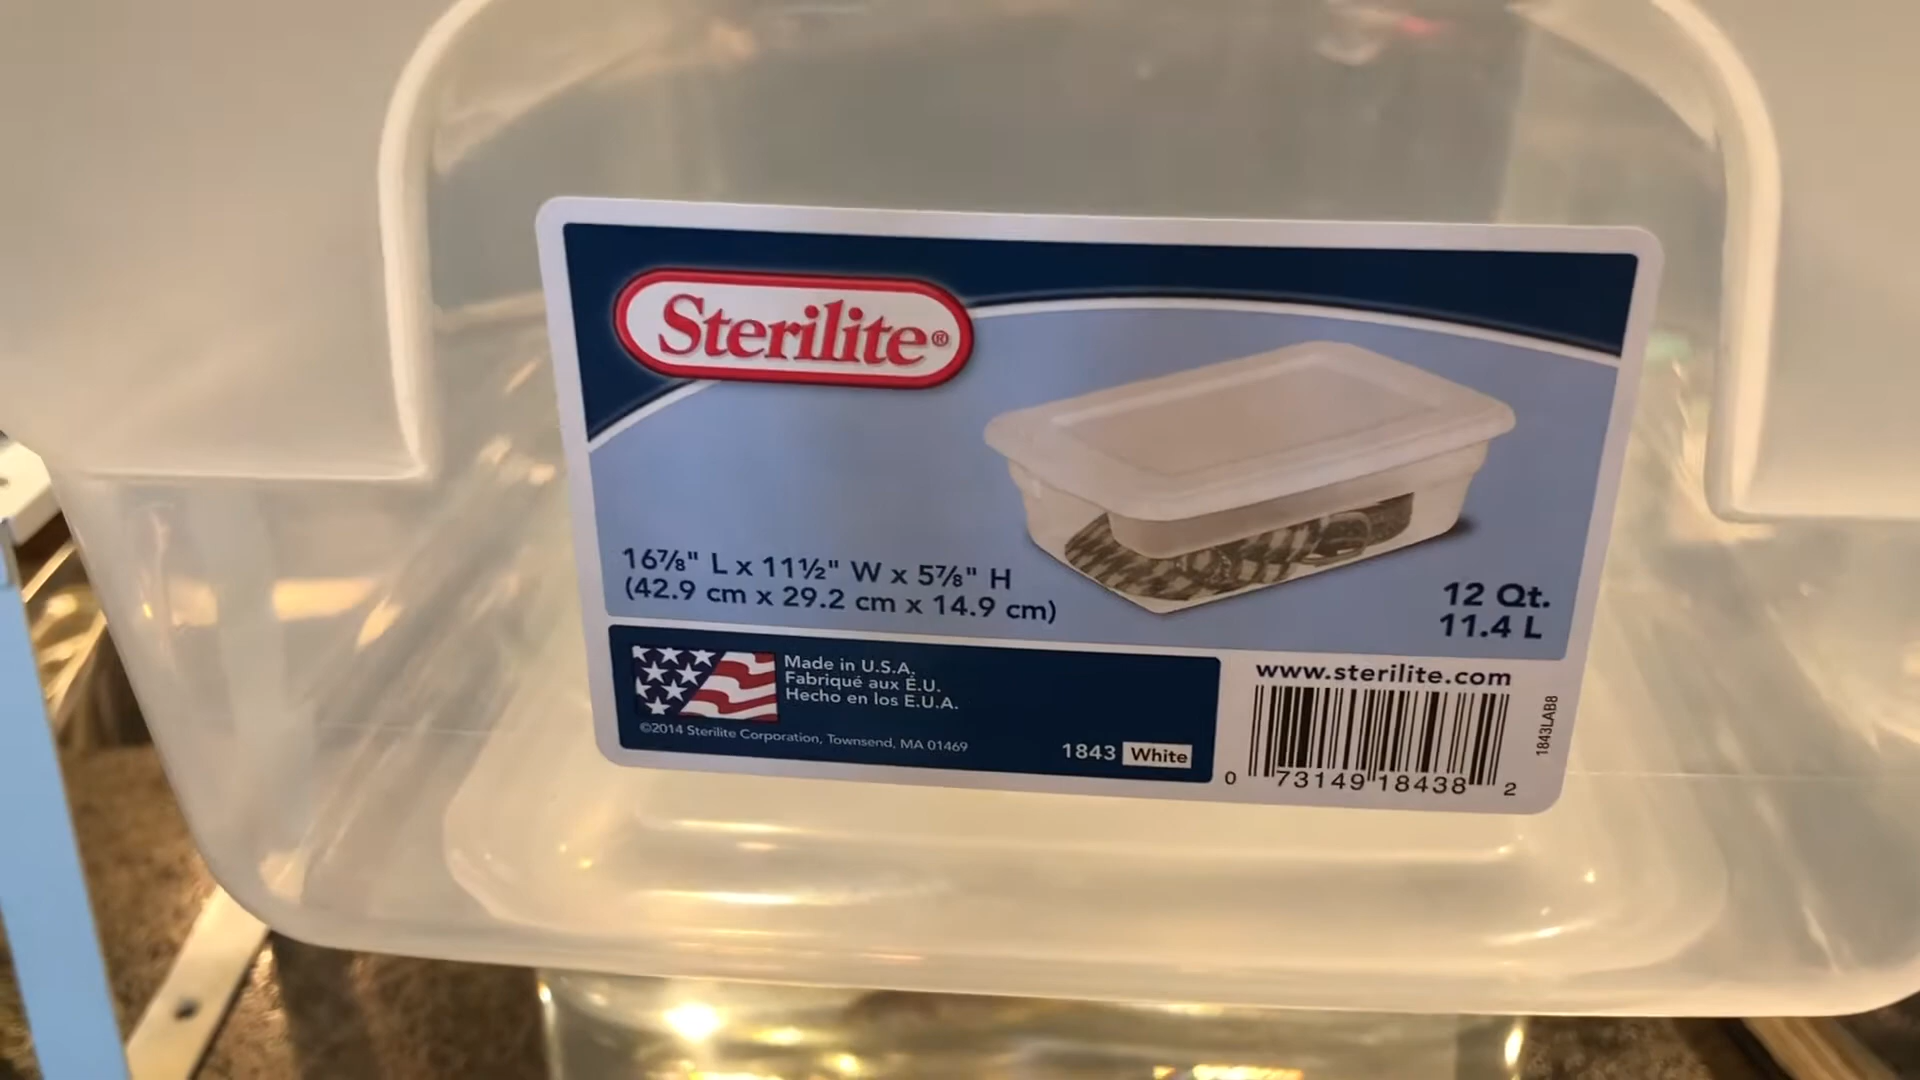 Sterilite®
16⅞" L x 11½" W x 5⅞" H
(42.9 cm x 29.2 cm x 14.9 cm)
12 Qt.
11.4 L
Made in U.S.A.
Fabriqué aux É.U.
Hecho en los E.U.A.
©2014 Sterilite Corporation, Townsend, MA 01469
1843 White
www.sterilite.com
0 73149 18438 2
1843LAB8